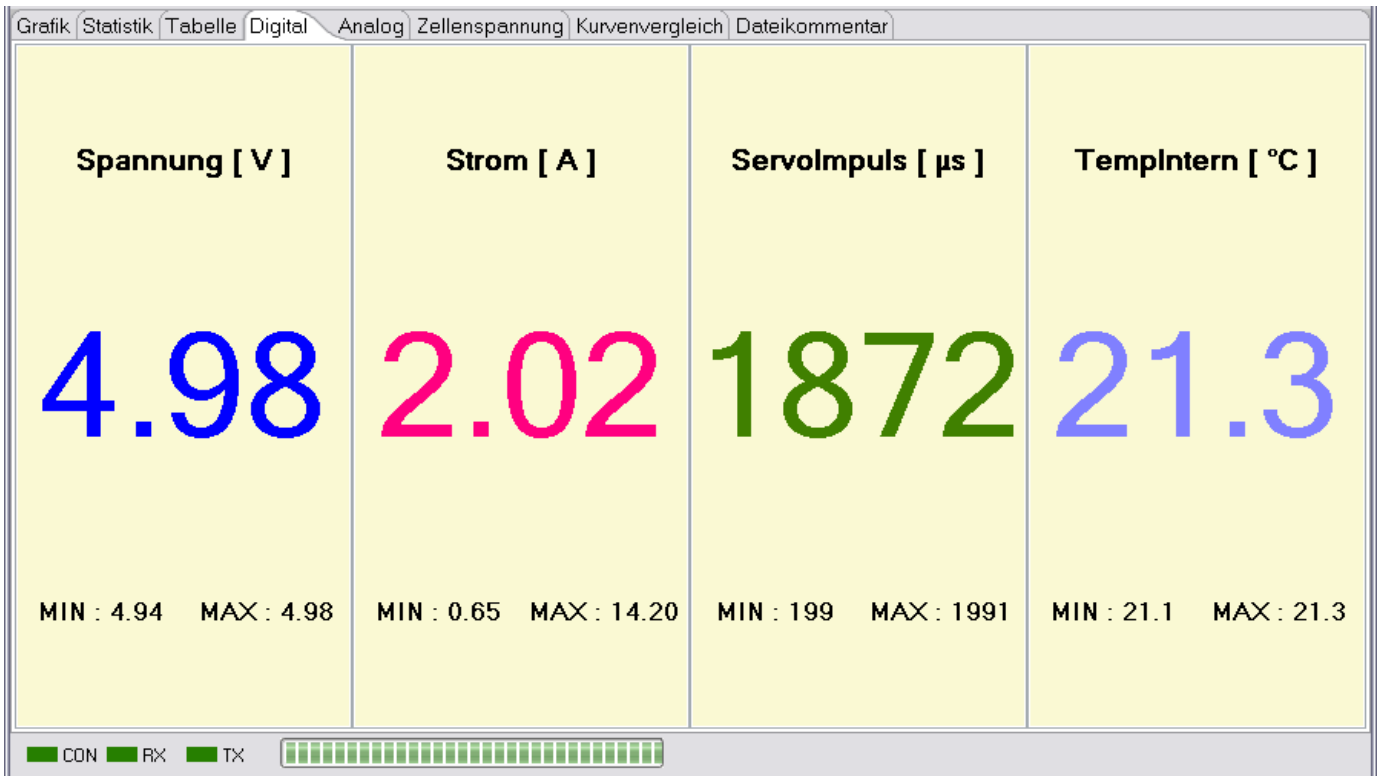 Grafik Statistik Tabelle Digital Analog Zellenspannung Kurvenvergleich Dateikommentar
Spannung [ V ] Strom [ A ] ServoImpuls [ µs ] TempIntern [ °C ]
4.98 2.02 1872 21.3
MIN : 4.94 MAX : 4.98 MIN : 0.65 MAX : 14.20 MIN : 199 MAX : 1991 MIN : 21.1 MAX : 21.3
CON RX TX